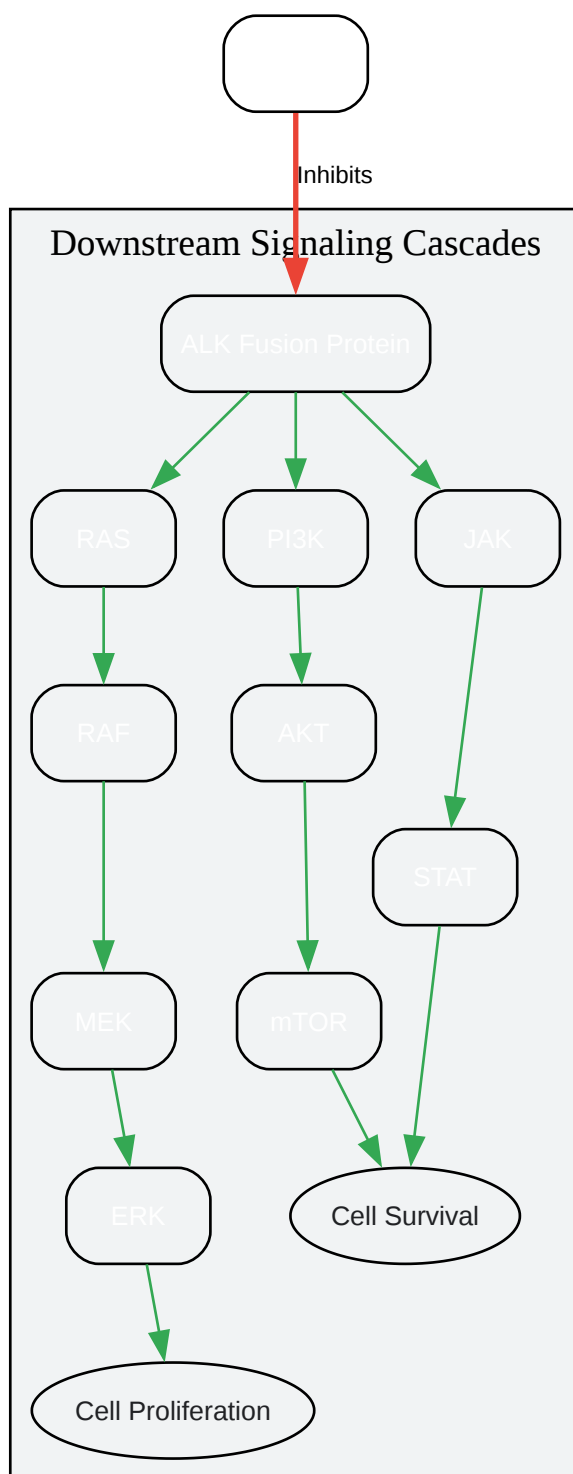 Inhibits
Downstream Signaling Cascades
ALK Fusion Protein
RAS
PI3K
JAK
RAF
AKT
STAT
MEK
mTOR
ERK
Cell Survival
Cell Proliferation